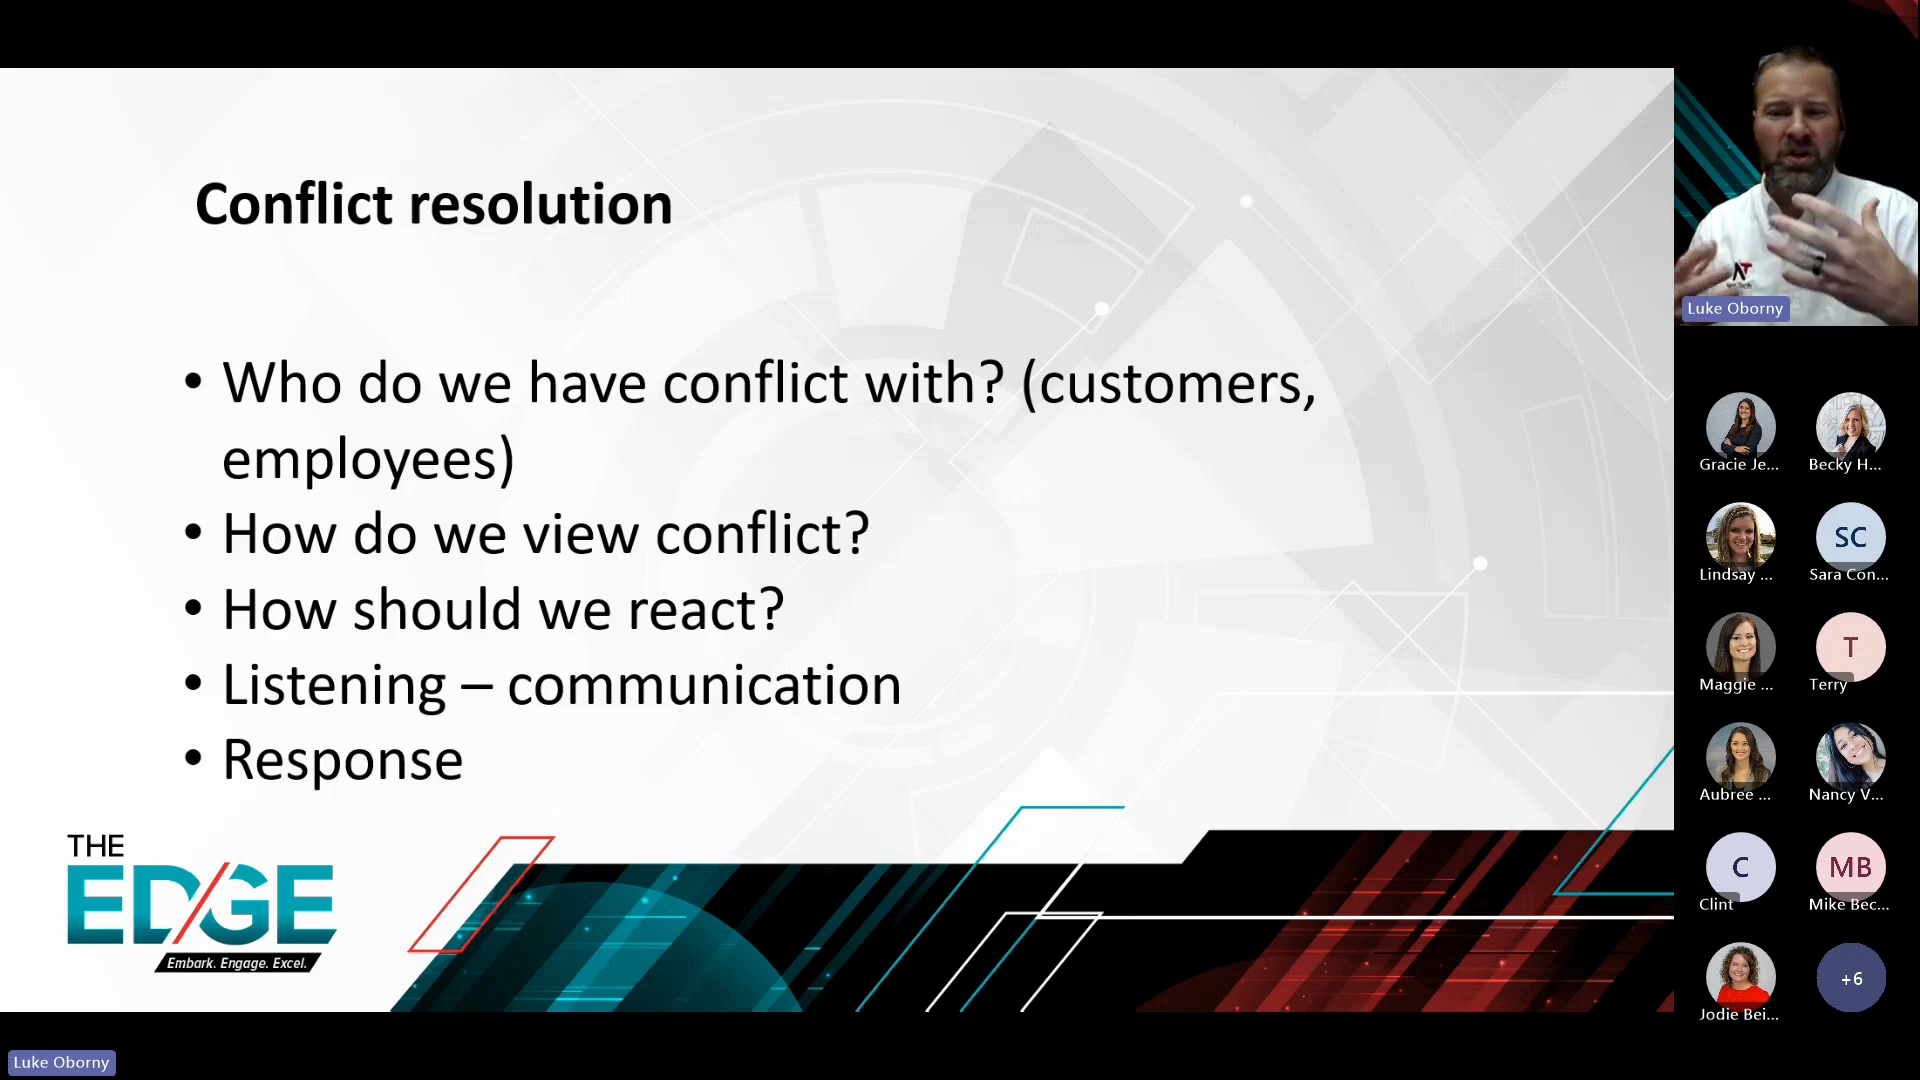 Conflict resolution
• Who do we have conflict with? (customers,
employees)
• How do we view conflict?
• How should we react?
• Listening – communication
• Response
THE
EDGE
Embark. Engage. Excel.
Luke Oborny
NT
Luke Oborny
Gracie Je...
Becky H...
Lindsay ...
SC
Sara Con...
Maggie ...
T
Terry
Aubree ...
Nancy V...
C
Clint
MB
Mike Bec...
Jodie Bei...
+6